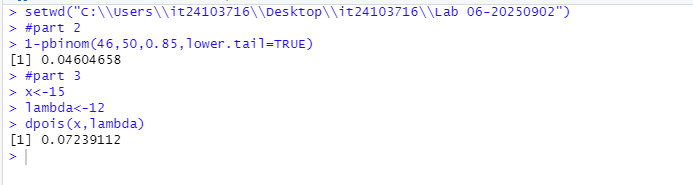 > setwd("C:\\Users\\it24103716\\Desktop\\it24103716\\Lab 06-20250902")
> #part 2
> 1-pbinom(46,50,0.85,lower.tail=TRUE)
[1] 0.04604658
> #part 3
> x<-15
> lambda<-12
> dpois(x,lambda)
[1] 0.07239112
>